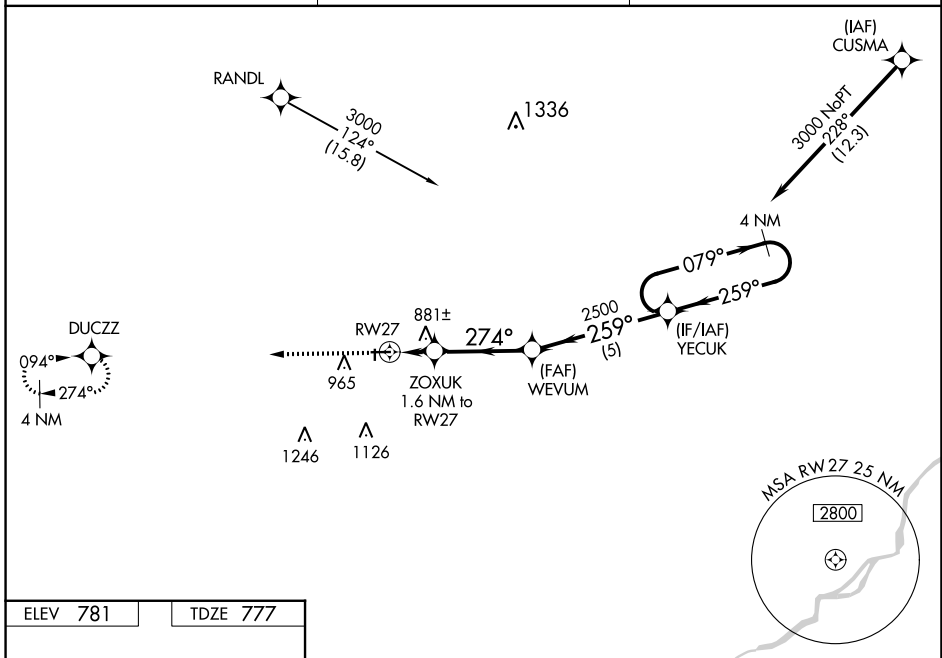 (IAF)
CUSMA
RANDL
3000
124°
(15.8)
1336
3000 NoPT
228°
(12.3)
4 NM
079°
259°
2500
259°
(5)
(IF/IAF)
YECUK
881±
274°
RW27
DUCZZ
094°
274°
4 NM
965
ZOXUK
1.6 NM to
RW27
(FAF)
WEVUM
1246
1126
MSA RW27 25 NM
2800
ELEV 781
TDZE 777